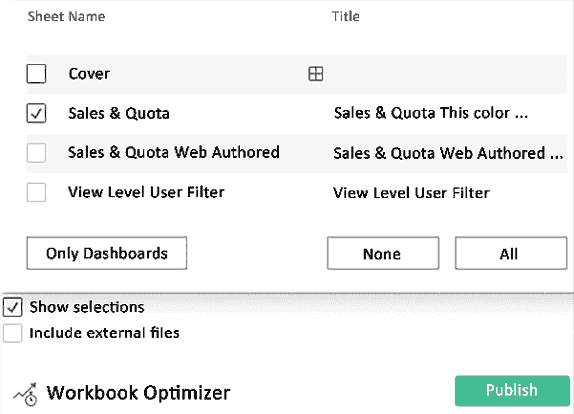 Sheet Name Title
Cover
Sales & Quota Sales & Quota This color ...
Sales & Quota Web Authored Sales & Quota Web Authored ...
View Level User Filter View Level User Filter
Only Dashboards None All
Show selections
Include external files
Workbook Optimizer Publish